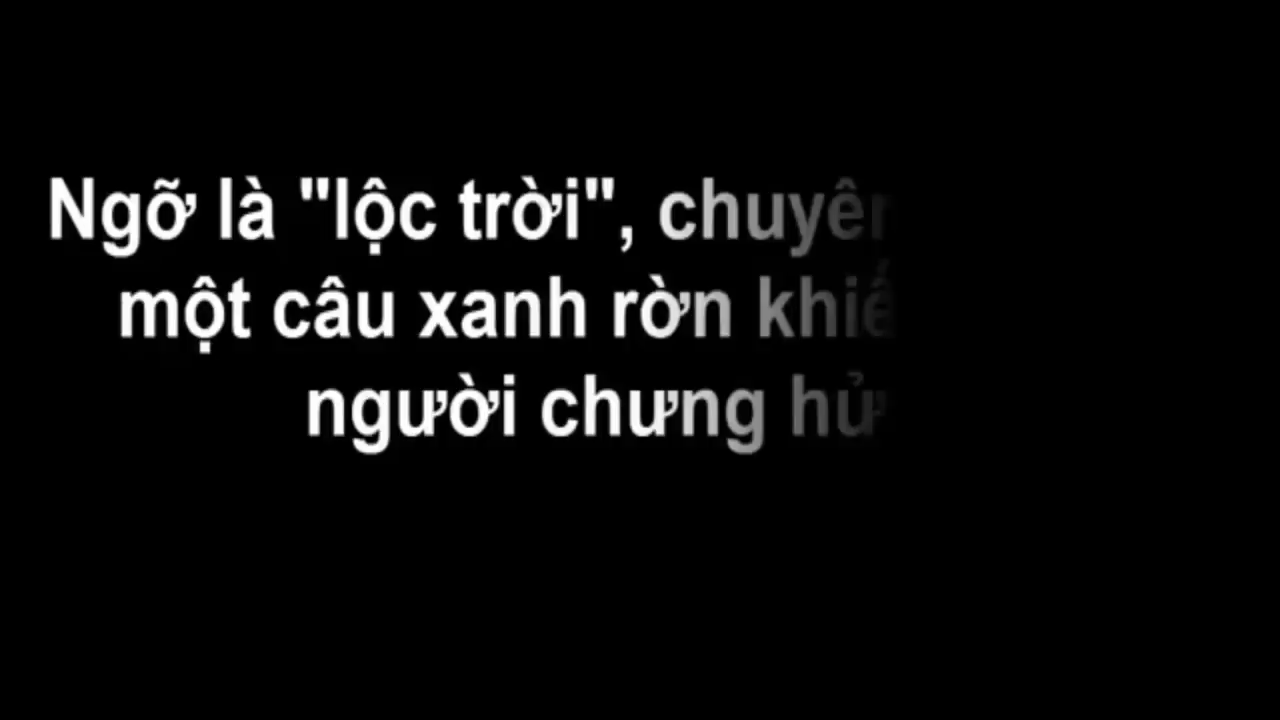 Ngỡ là "lộc trời",
một câu xanh rờn
người chưng